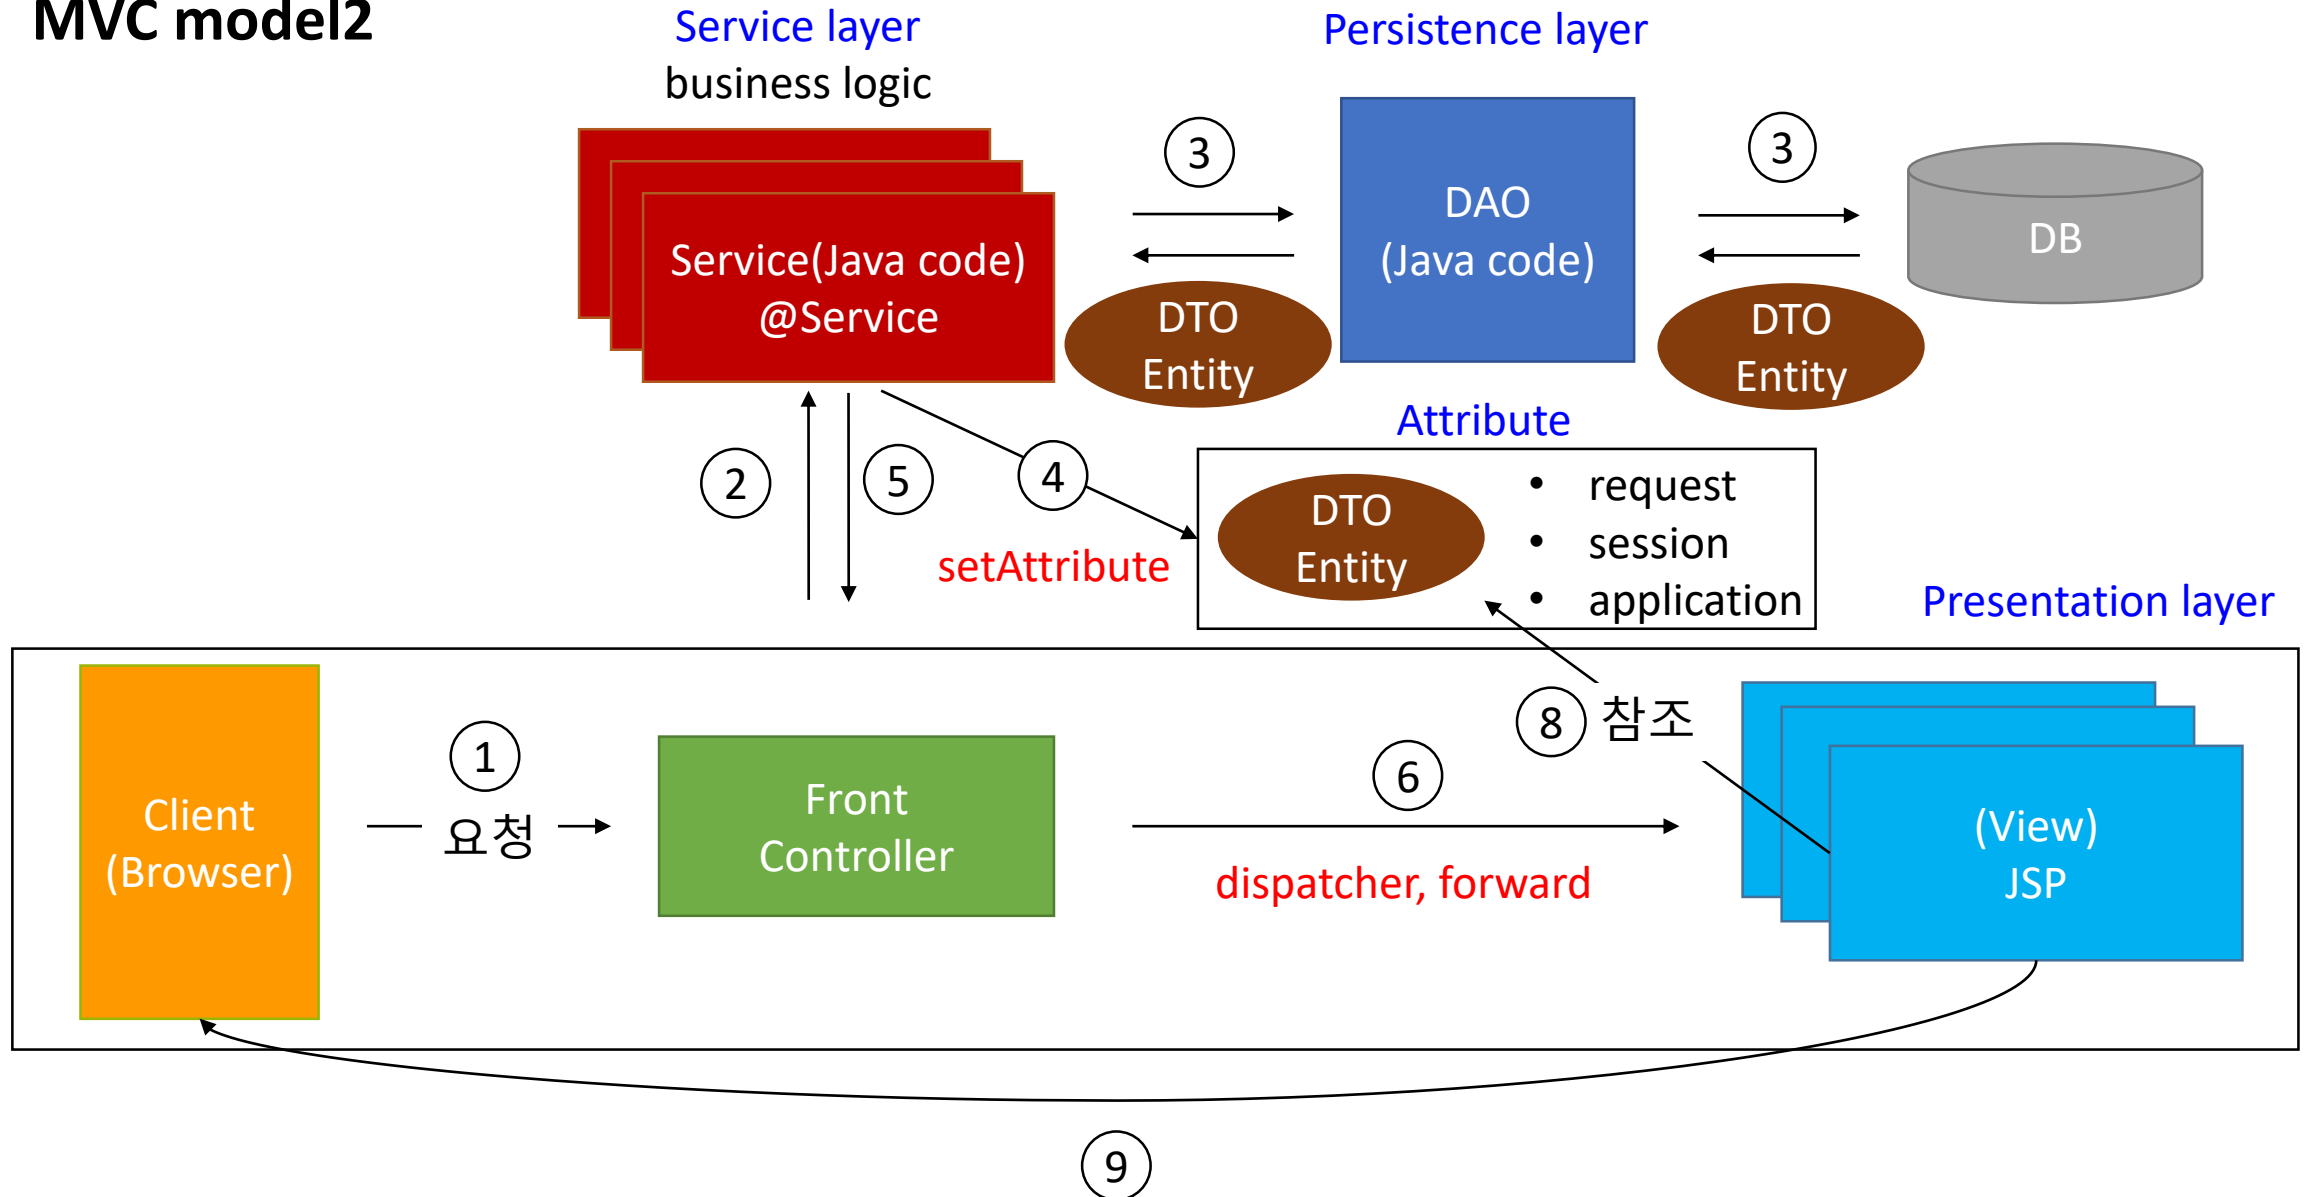 MVC model2
Service layer
business logic
Persistence layer
3
3
Service(Java code)
@Service
DAO
(Java code)
DB
DTO
Entity
DTO
Entity
Attribute
2
5
4
setAttribute
DTO
Entity
• request
• session
• application
Presentation layer
Client
(Browser)
1
요청
Front
Controller
6
dispatcher, forward
8 참조
(View)
JSP
9